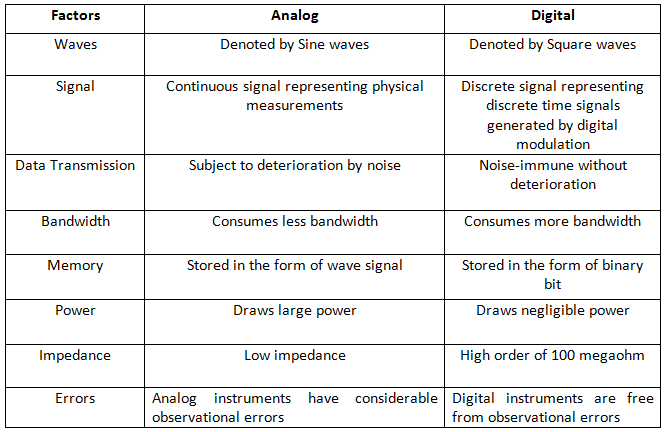 Factors Analog Digital
Waves Denoted by Sine waves Denoted by Square waves
Signal Continuous signal representing physical Discrete signal representing
measurements discrete time signals
generated by digital
modulation
Data Transmission Subject to deterioration by noise Noise-immune without
deterioration
Bandwidth Consumes less bandwidth Consumes more bandwidth
Memory Stored in the form of wave signal Stored in the form of binary
bit
Power Draws large power Draws negligible power
Impedance Low impedance High order of 100 megaohm
Errors Analog instruments have considerable Digital instruments are free
observational errors from observational errors